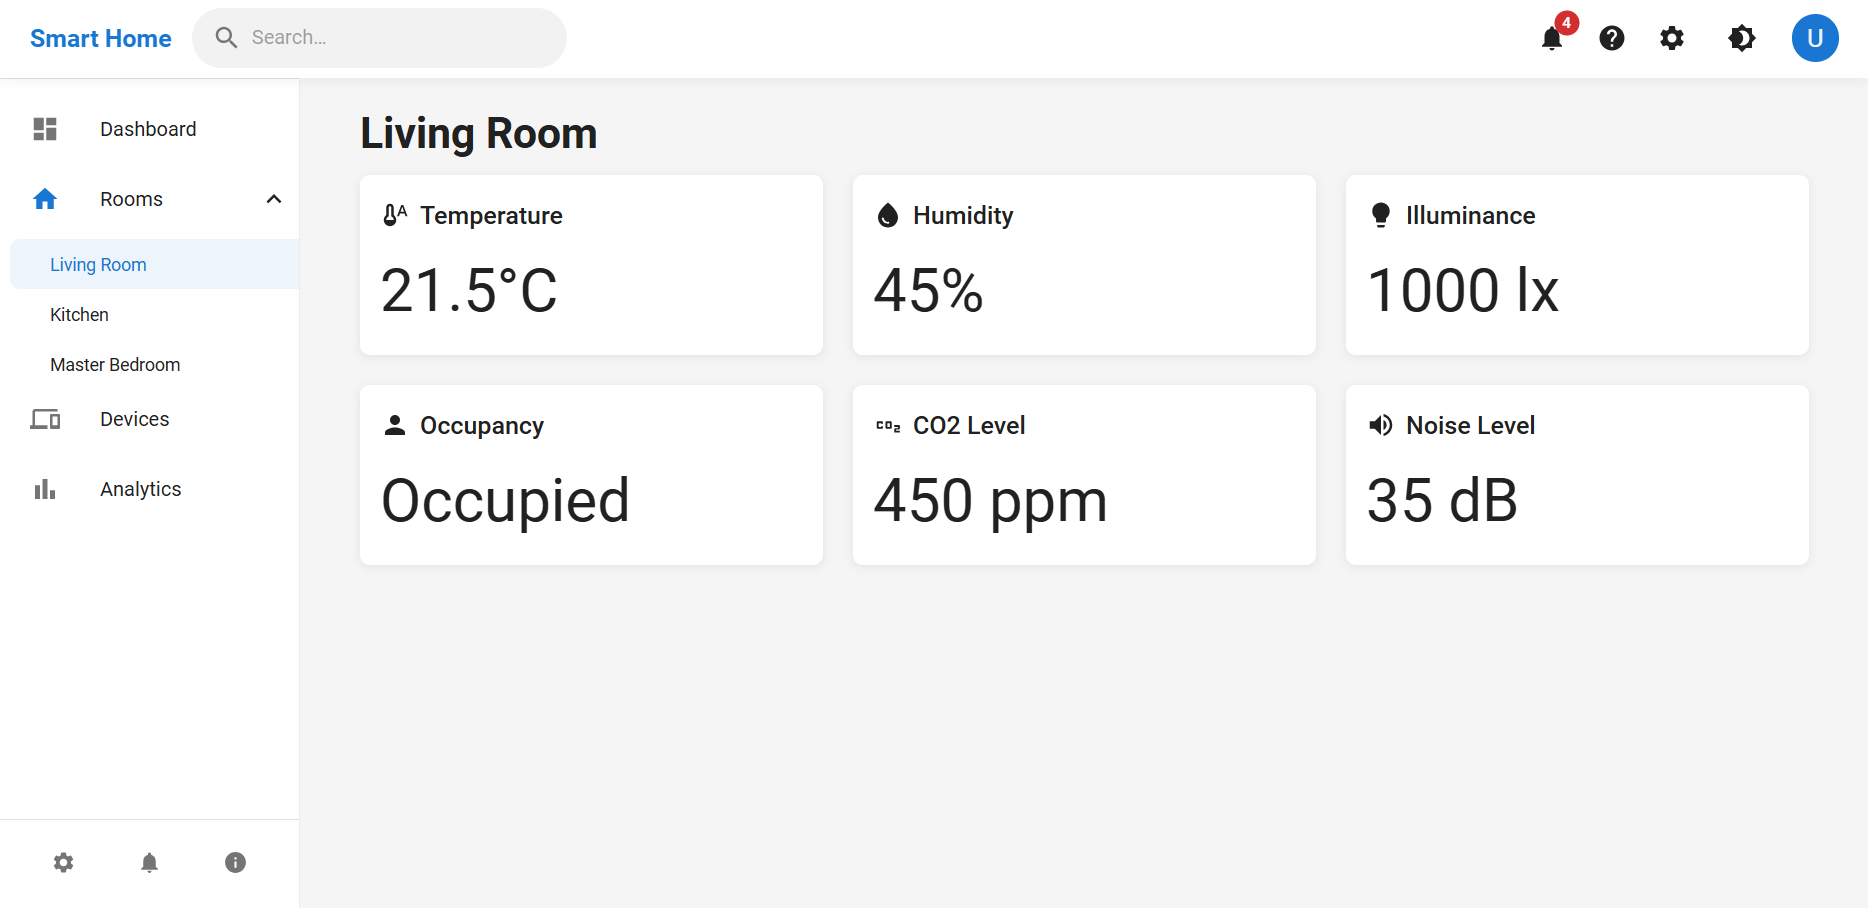 Smart Home
Search...
4
U
Dashboard
Rooms
Living Room
Kitchen
Master Bedroom
Devices
Analytics
Living Room
A Temperature
21.5°C
Humidity
45%
Illuminance
1000 lx
Occupancy
Occupied
CO2 CO2 Level
450 ppm
Noise Level
35 dB